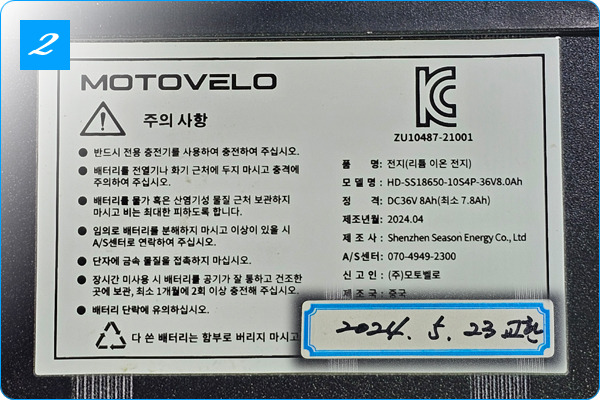 2
MOTOVELO
주의 사항
● 반드시 전용 충전기를 사용하여 충전하여 주십시오.
● 배터리를 전열기나 화기 근처에 두지 마시고 충격에
주의하여 주십시오.
● 배터리를 물가 혹은 산염기성 물질 근처 보관하지
마시고 비는 최대한 피하도록 합니다.
● 임의로 배터리를 분해하지 마시고 이상이 있을 시
A/S센터로 연락하여 주십시오.
● 단자에 금속 물질을 접촉하지 마십시오.
● 장시간 미사용 시 배터리를 공기가 잘 통하고 건조한
곳에 보관, 최소 1개월에 2회 이상 충전해 주십시오.
● 배터리 단락에 유의하십시오.
다 쓴 배터리는 함부로 버리지 마시고
ZU10487-21001
품 명: 전지(리튬 이온 전지)
모 델 명: HD-SS18650-10S4P-36V8.0Ah
정 격: DC36V 8Ah(최소 7.8Ah)
제조년월: 2024.04
제 조 사: Shenzhen Season Energy Co., Ltd
A/S센터: 070-4949-2300
신 고 인: (주)모토벨로
제 조 국: 중국
2024. 5. 23 교환